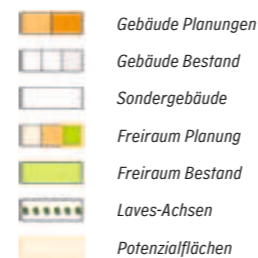 Gebäude Planungen
Gebäude Bestand
Sondergebäude
Freiraum Planung
Freiraum Bestand
Laves-Achsen
Potenzialflächen